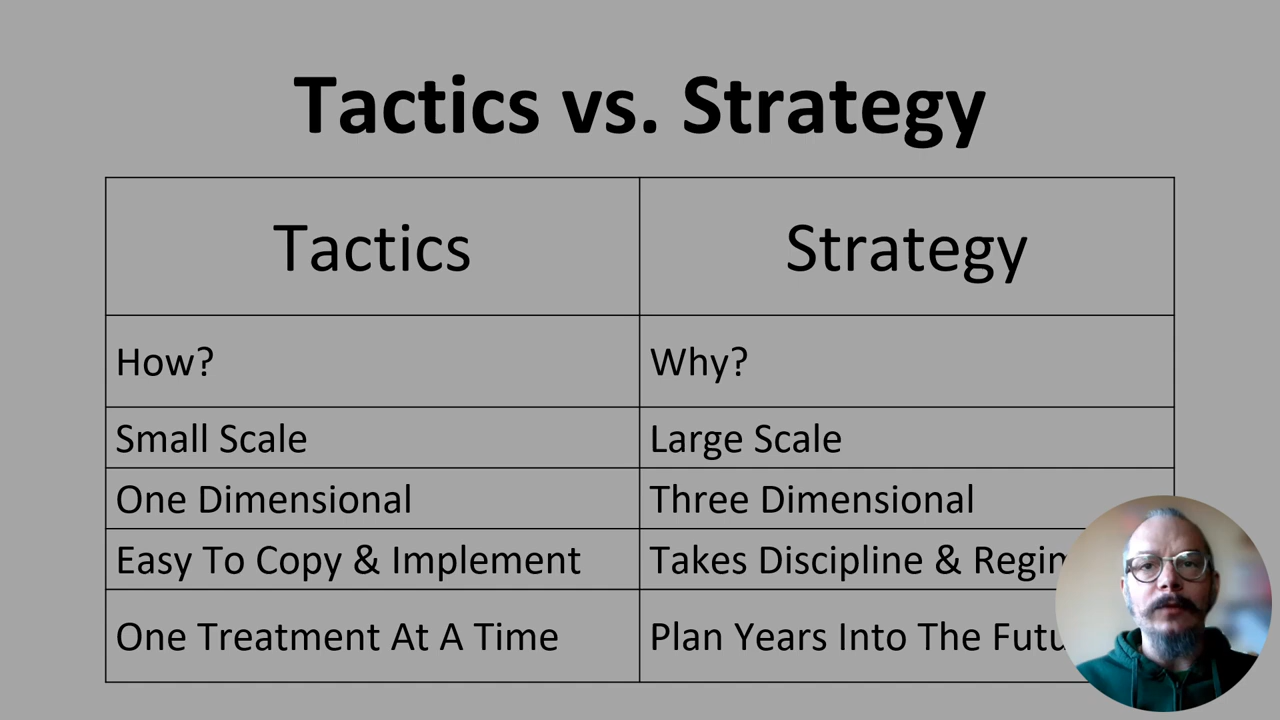 Tactics vs. Strategy
Tactics Strategy
How? Why?
Small Scale Large Scale
One Dimensional Three Dimensional
Easy To Copy & Implement Takes Discipline &
One Treatment At A Time Plan Years Into The